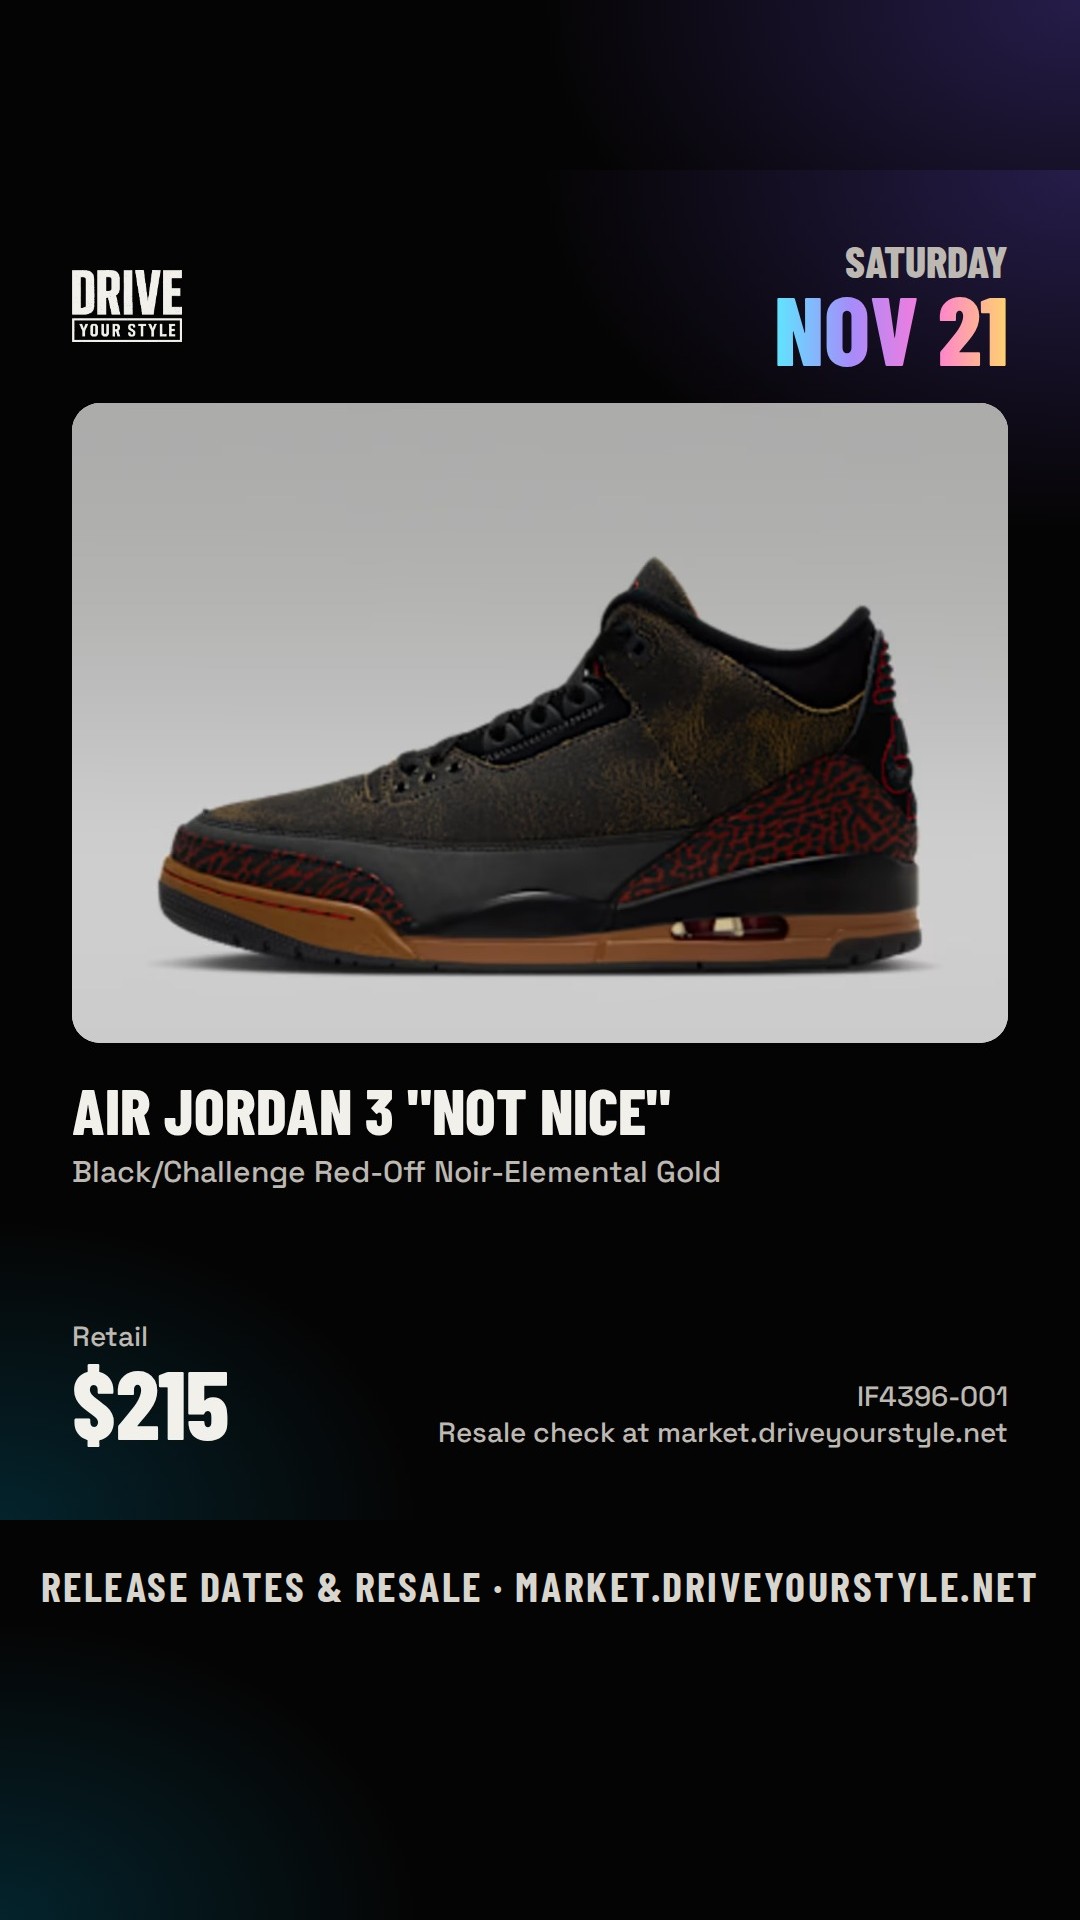 DRIVE
YOUR STYLE
SATURDAY
NOV 21
AIR JORDAN 3 "NOT NICE"
Black/Challenge Red-Off Noir-Elemental Gold
Retail
$215
IF4396-001
Resale check at market.driveyourstyle.net
RELEASE DATES & RESALE · MARKET.DRIVEYOURSTYLE.NET